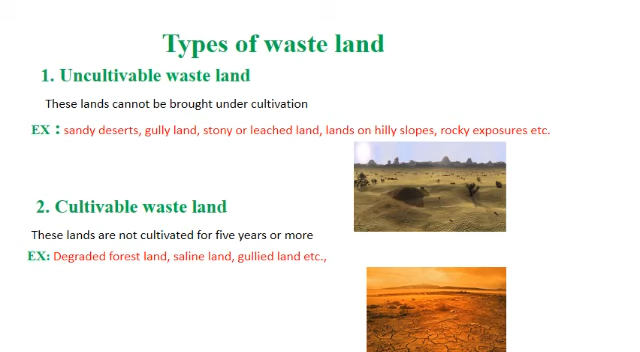 Types of waste land
1. Uncultivable waste land
These lands cannot be brought under cultivation
EX : sandy deserts, gully land, stony or leached land, lands on hilly slopes, rocky exposures etc.
2. Cultivable waste land
These lands are not cultivated for five years or more
EX: Degraded forest land, saline land, gullied land etc.,